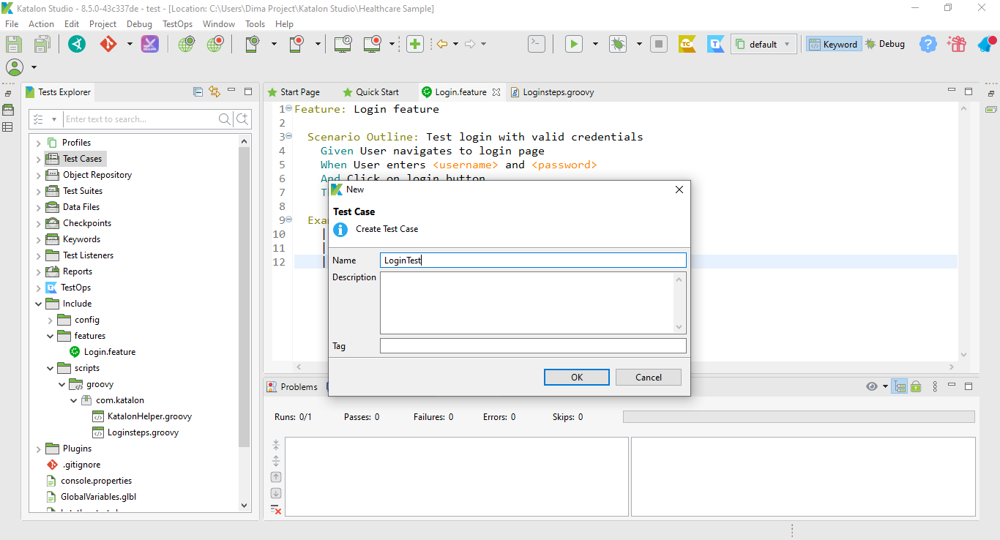 Katalon Studio - 8.5.0-43c337de - test - [Location: C:\Users\Dima Project\Katalon Studio\Healthcare Sample]
File Action Edit Project Debug TestOps Window Tools Help
TC
T
default
Keyword
Debug
Tests Explorer
Enter text to search...
Profiles
Test Cases
Object Repository
Test Suites
Data Files
Checkpoints
Keywords
Test Listeners
Reports
TestOps
Include
config
features
Login.feature
scripts
groovy
com.katalon
KatalonHelper.groovy
Loginsteps.groovy
Plugins
.gitignore
console.properties
GlobalVariables.glbl
Start Page
Quick Start
Login.feature
Loginsteps.groovy
1 Feature: Login feature
2
3 Scenario Outline: Test login with valid credentials
4 Given User navigates to login page
5 When User enters <username> and <password>
6 And Click on login button
7 T
8
9 Exa
10 |
11 |
12 |
New
Test Case
Create Test Case
Name
LoginTest
Description
Tag
OK
Cancel
Problems
Runs: 0/1
Passes: 0
Failures: 0
Errors: 0
Skips: 0